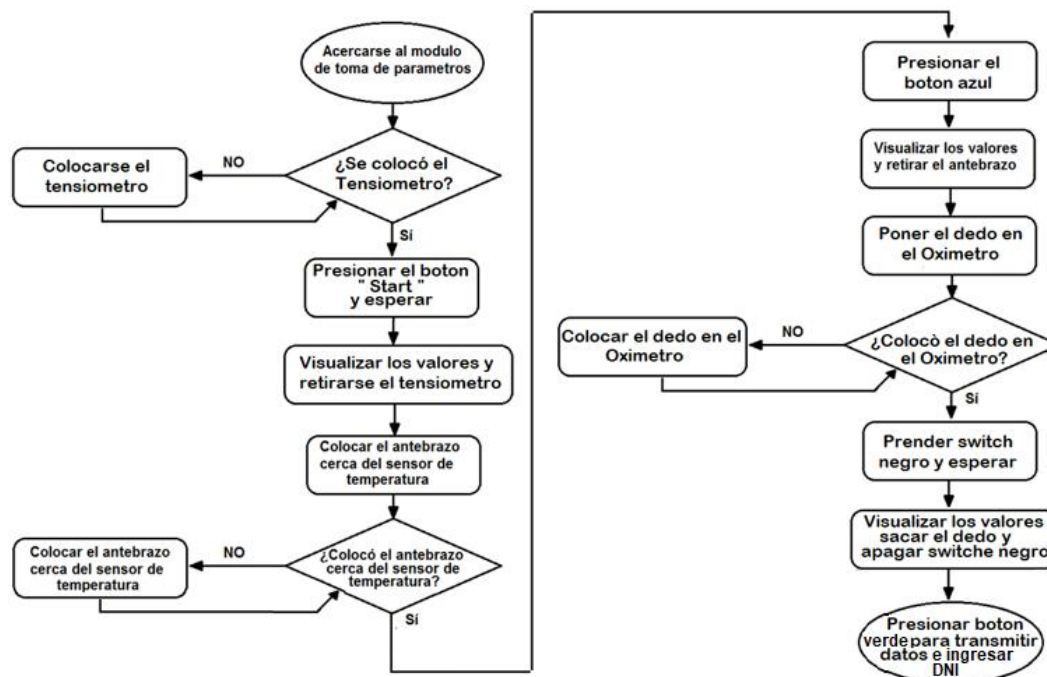 Acercarse al modulo
de toma de parametros
¿Se colocó el
Tensiometro?
NO
Colocarse el
tensiometro
Sí
Presionar el boton
" Start "
y esperar
Visualizar los valores y
retirarse el tensiometro
Colocar el antebrazo
cerca del sensor de
temperatura
¿Colocó el antebrazo
cerca del sensor de
temperatura?
NO
Colocar el antebrazo
cerca del sensor de
temperatura
Sí
Presionar el
boton azul
Visualizar los valores
y retirar el antebrazo
Poner el dedo en
el Oximetro
¿Colocò el dedo en
el Oximetro?
NO
Colocar el dedo en el
Oximetro
Sí
Prender switch
negro y esperar
Visualizar los valores
sacar el dedo y
apagar switche negro
Presionar boton
verde para transmitir
datos e ingresar
DNI